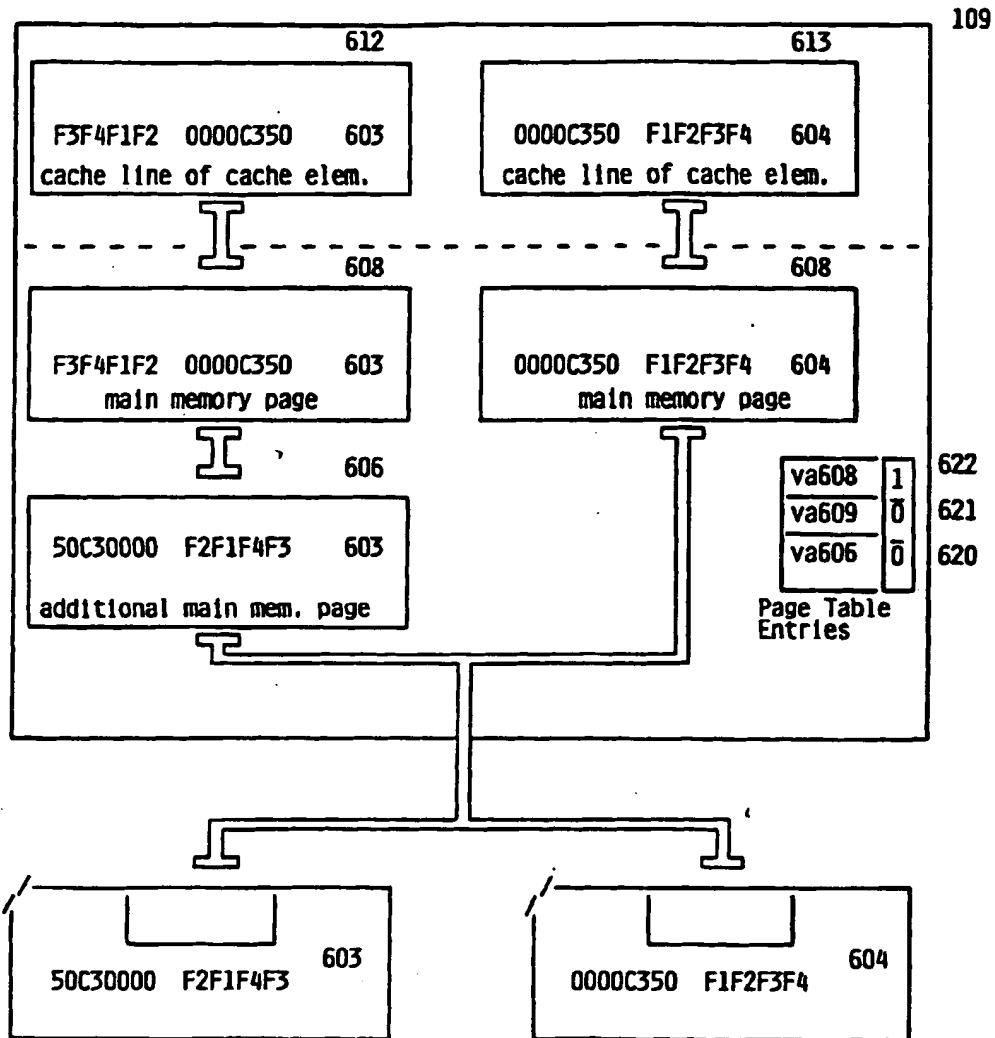 109
612
613
F3F4F1F2 0000C350 603
cache line of cache elem.
0000C350 F1F2F3F4 604
cache line of cache elem.
608
608
F3F4F1F2 0000C350 603
main memory page
0000C350 F1F2F3F4 604
main memory page
606
50C30000 F2F1F4F3 603
additional main mem. page
va608 1 622
va609 0 621
va606 0 620
Page Table
Entries
603
50C30000 F2F1F4F3
604
0000C350 F1F2F3F4